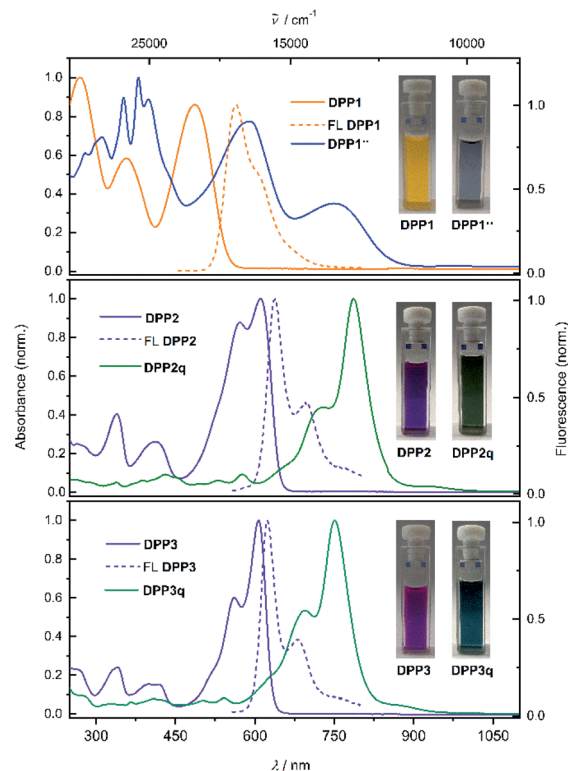 ν̃ / cm⁻¹
25000 15000 10000
1.0 0.8 0.6 0.4 0.2 0.0
DPP1
FL DPP1
DPP1··
DPP1 DPP1··
1.0 0.5 0.0
Absorbance (norm.)
1.0 0.8 0.6 0.4 0.2 0.0
DPP2
FL DPP2
DPP2q
DPP2 DPP2q
1.0 0.5 0.0
Fluorescence (norm.)
1.0 0.8 0.6 0.4 0.2 0.0
DPP3
FL DPP3
DPP3q
DPP3 DPP3q
1.0 0.5 0.0
300 450 600 750 900 1050
λ / nm